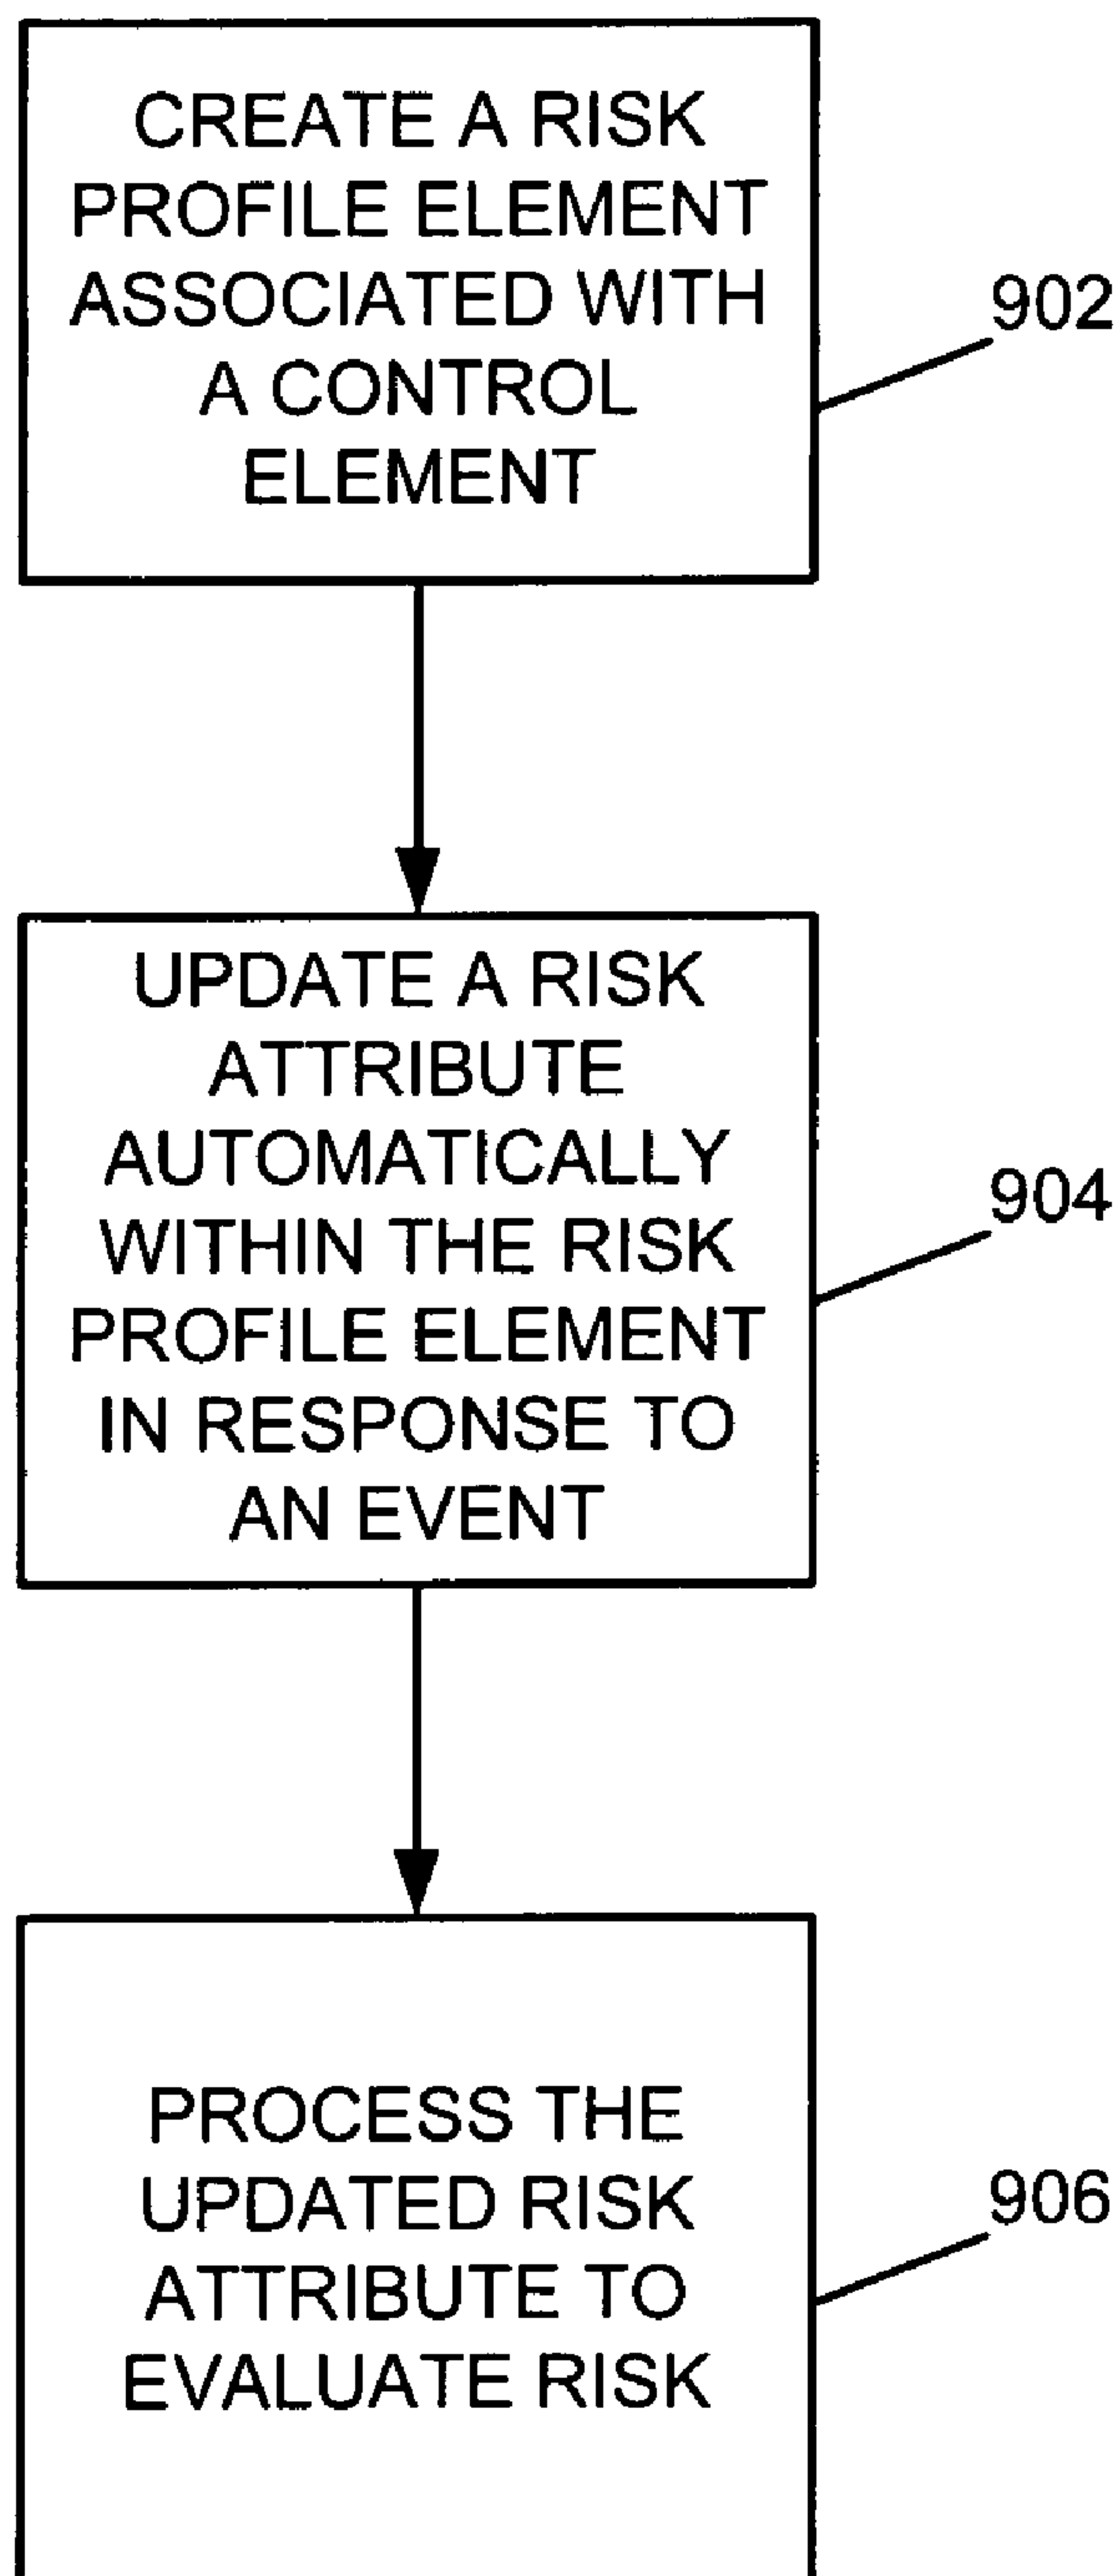 CREATE A RISK
PROFILE ELEMENT
ASSOCIATED WITH
A CONTROL
ELEMENT
902
UPDATE A RISK
ATTRIBUTE
AUTOMATICALLY
WITHIN THE RISK
PROFILE ELEMENT
IN RESPONSE TO
AN EVENT
904
PROCESS THE
UPDATED RISK
ATTRIBUTE TO
EVALUATE RISK
906